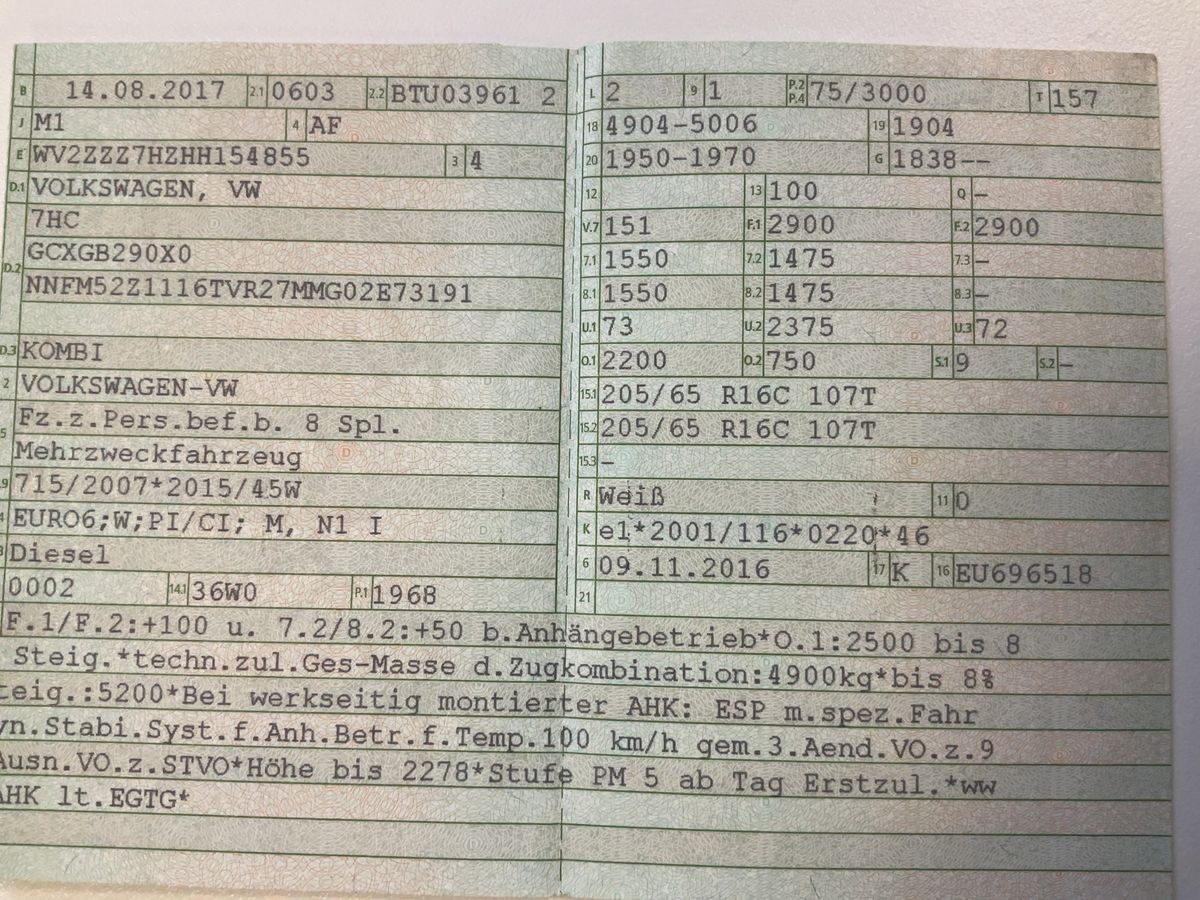 B 14.08.2017 2.1 0603 2.2 BTU03961 2
J M1 4 AF
E WV2ZZZ7HZHH154855 3 4
D.1 VOLKSWAGEN, VW
7HC
D.2 GCXGB290X0
NNFM52Z1116TVR27MMG02E73191
D.3 KOMBI
2 VOLKSWAGEN-VW
5 Fz.z.Pers.bef.b. 8 Spl.
Mehrzweckfahrzeug
.9 715/2007*2015/45W
4 EURO6;W;PI/CI; M, N1 I
3 Diesel
0002 14.1 36W0 P.1 1968
L 2 9 1 P.2 P.4 75/3000 T 157
18 4904-5006 19 1904
20 1950-1970 G 1838--
12 13 100 Q -
V.7 151 F.1 2900 F.2 2900
7.1 1550 7.2 1475 7.3 -
8.1 1550 8.2 1475 8.3 -
U.1 73 U.2 2375 U.3 72
O.1 2200 O.2 750 S.1 9 S.2 -
15.1 205/65 R16C 107T
15.2 205/65 R16C 107T
15.3 -
R Weiß 11 0
K e1*2001/116*0220*46
6 09.11.2016 17 K 16 EU696518
21
F.1/F.2:+100 u. 7.2/8.2:+50 b.Anhängebetrieb*O.1:2500 bis 8
Steig.*techn.zul.Ges-Masse d.Zugkombination:4900kg*bis 8%
teig.:5200*Bei werkseitig montierter AHK: ESP m.spez.Fahr
yn.Stabi.Syst.f.Anh.Betr.f.Temp.100 km/h gem.3.Aend.VO.z.9
Ausn.VO.z.STVO*Höhe bis 2278*Stufe PM 5 ab Tag Erstzul.*ww
AHK lt.EGTG*